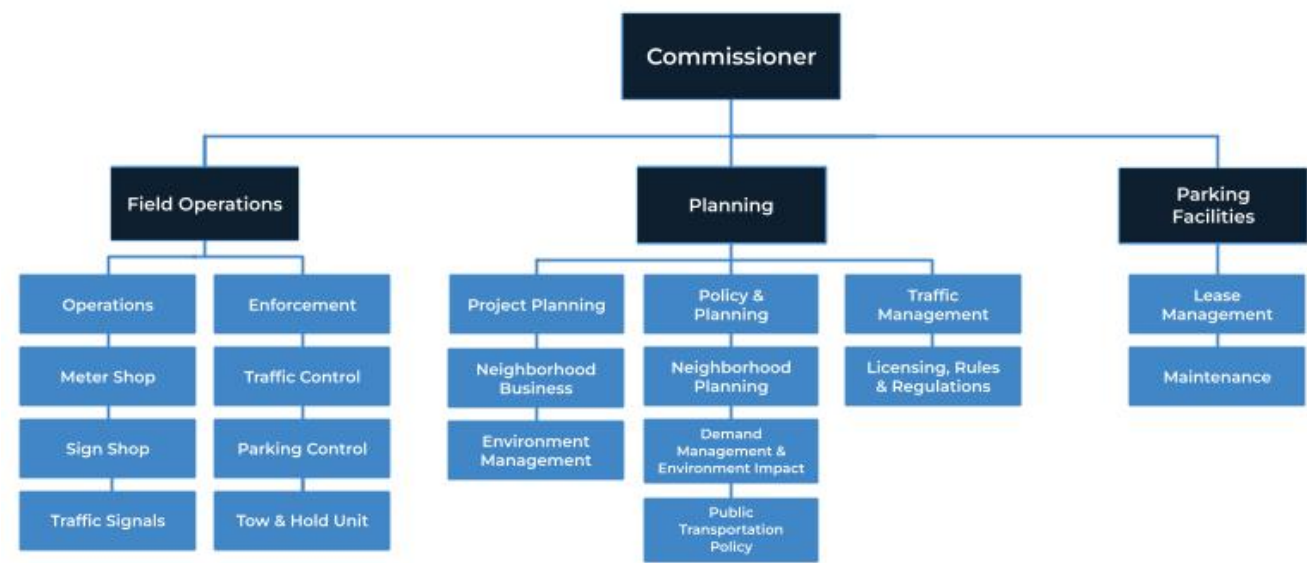 Commissioner
Field Operations
Planning
Parking
Facilities
Operations
Meter Shop
Sign Shop
Traffic Signals
Enforcement
Traffic Control
Parking Control
Tow & Hold Unit
Project Planning
Neighborhood
Business
Environment
Management
Policy &
Planning
Neighborhood
Planning
Demand
Management &
Environment Impact
Public
Transportation
Policy
Traffic
Management
Licensing, Rules
& Regulations
Lease
Management
Maintenance